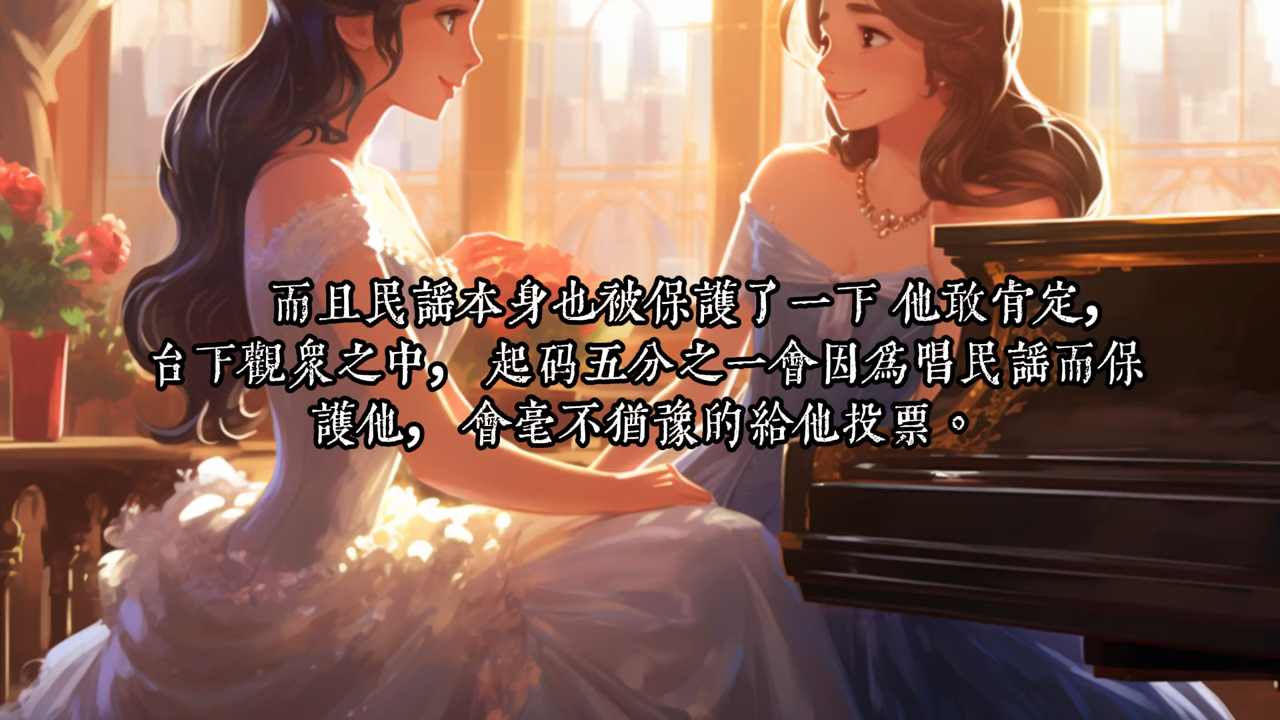 而且民謡本身也被保護了一下 他敢肯定，
台下觀衆之中， 起码五分之一會因爲唱民謡而保
護他， 會毫不猶豫的給他投票。